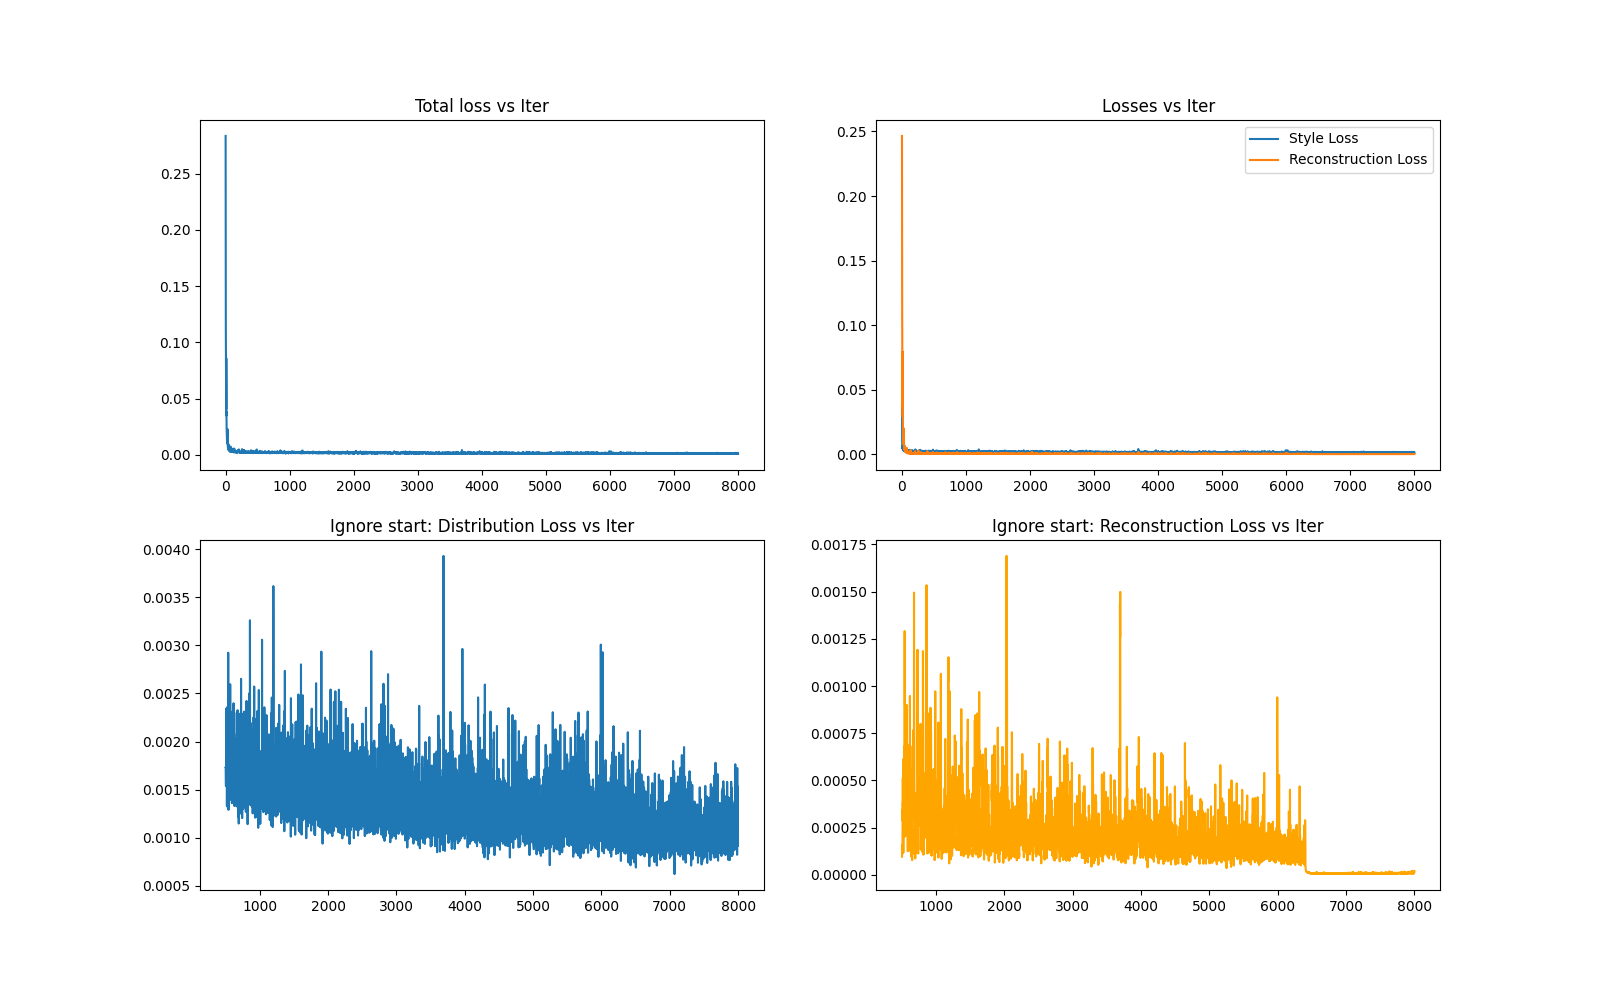 Total loss vs Iter
0.25
0.20
0.15
0.10
0.05
0.00
0 1000 2000 3000 4000 5000 6000 7000 8000
Losses vs Iter
Style Loss
Reconstruction Loss
0.25
0.20
0.15
0.10
0.05
0.00
0 1000 2000 3000 4000 5000 6000 7000 8000
Ignore start: Distribution Loss vs Iter
0.0040
0.0035
0.0030
0.0025
0.0020
0.0015
0.0010
0.0005
1000 2000 3000 4000 5000 6000 7000 8000
Ignore start: Reconstruction Loss vs Iter
0.00175
0.00150
0.00125
0.00100
0.00075
0.00050
0.00025
0.00000
1000 2000 3000 4000 5000 6000 7000 8000